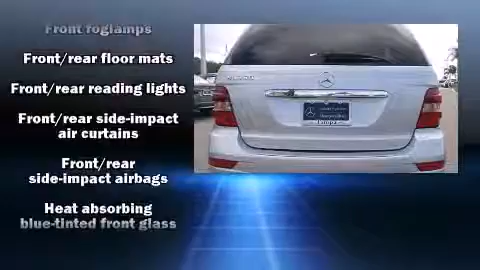 Front foglamps
Front/rear floor mats
Front/rear reading lights
Front/rear side-impact
air curtains
Front/rear
side-impact airbags
Heat absorbing
blue-tinted front glass
Tampa